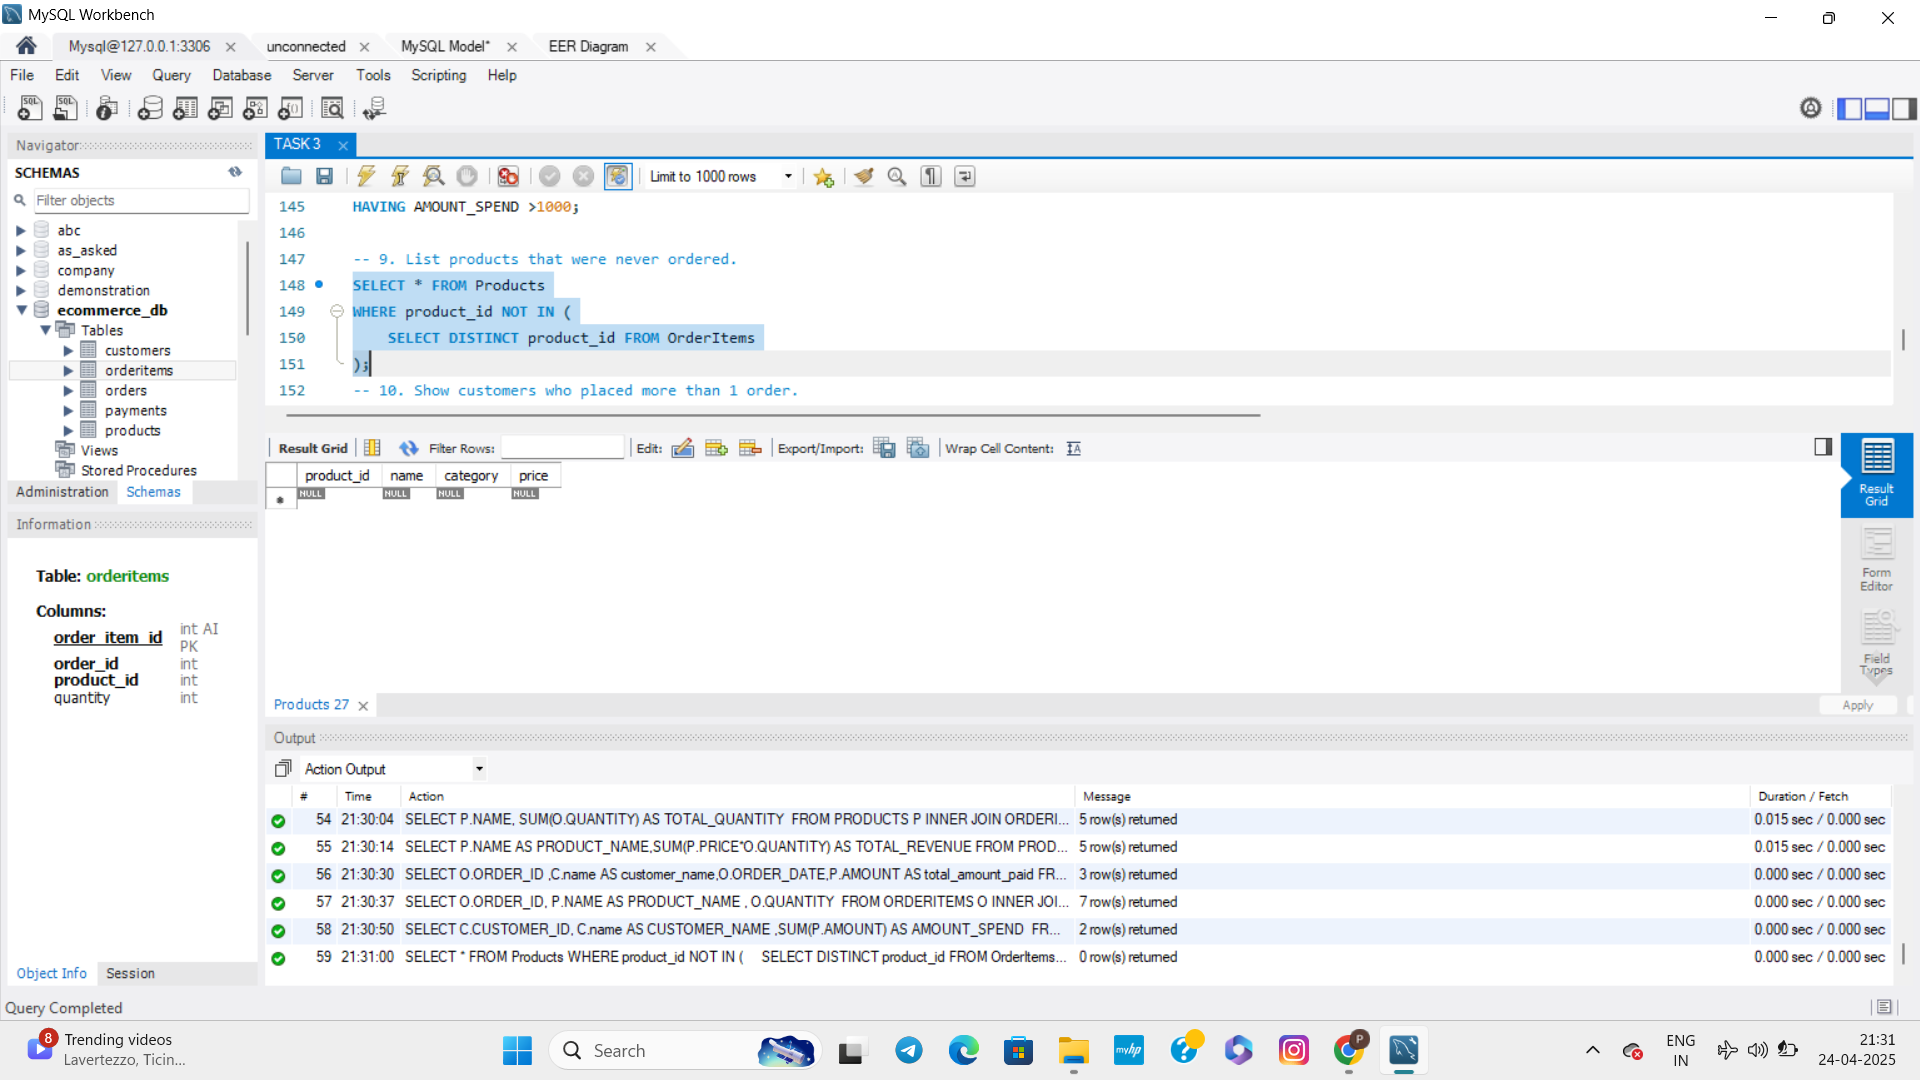 MySQL Workbench
Mysql@127.0.0.1:3306
unconnected
MySQL Model*
EER Diagram
File Edit View Query Database Server Tools Scripting Help
Navigator
SCHEMAS
Filter objects
abc
as_asked
company
demonstration
ecommerce_db
Tables
customers
orderitems
orders
payments
products
Views
Stored Procedures
Administration Schemas
Information
Table: orderitems
Columns:
order_item_id int AI PK
order_id int
product_id int
quantity int
Object Info Session
TASK 3
Limit to 1000 rows
145 HAVING AMOUNT_SPEND >1000;
146
147 -- 9. List products that were never ordered.
148 SELECT * FROM Products
149 WHERE product_id NOT IN (
150 SELECT DISTINCT product_id FROM OrderItems
151 );
152 -- 10. Show customers who placed more than 1 order.
Result Grid Filter Rows: Edit: Export/Import: Wrap Cell Content:
product_id name category price
NULL NULL NULL NULL
Result Grid
Form Editor
Field Types
Products 27
Apply
Output
Action Output
# Time Action Message Duration / Fetch
54 21:30:04 SELECT P.NAME, SUM(O.QUANTITY) AS TOTAL_QUANTITY FROM PRODUCTS P INNER JOIN ORDERI... 5 row(s) returned 0.015 sec / 0.000 sec
55 21:30:14 SELECT P.NAME AS PRODUCT_NAME,SUM(P.PRICE*O.QUANTITY) AS TOTAL_REVENUE FROM PROD... 5 row(s) returned 0.015 sec / 0.000 sec
56 21:30:30 SELECT O.ORDER_ID ,C.name AS customer_name,O.ORDER_DATE,P.AMOUNT AS total_amount_paid FR... 3 row(s) returned 0.000 sec / 0.000 sec
57 21:30:37 SELECT O.ORDER_ID, P.NAME AS PRODUCT_NAME , O.QUANTITY FROM ORDERITEMS O INNER JOI... 7 row(s) returned 0.000 sec / 0.000 sec
58 21:30:50 SELECT C.CUSTOMER_ID, C.name AS CUSTOMER_NAME ,SUM(P.AMOUNT) AS AMOUNT_SPEND FR... 2 row(s) returned 0.000 sec / 0.000 sec
59 21:31:00 SELECT * FROM Products WHERE product_id NOT IN ( SELECT DISTINCT product_id FROM OrderItems... 0 row(s) returned 0.000 sec / 0.000 sec
Query Completed
8
Trending videos
Lavertezzo, Ticin...
Search
myhp
P
ENG
IN
21:31
24-04-2025